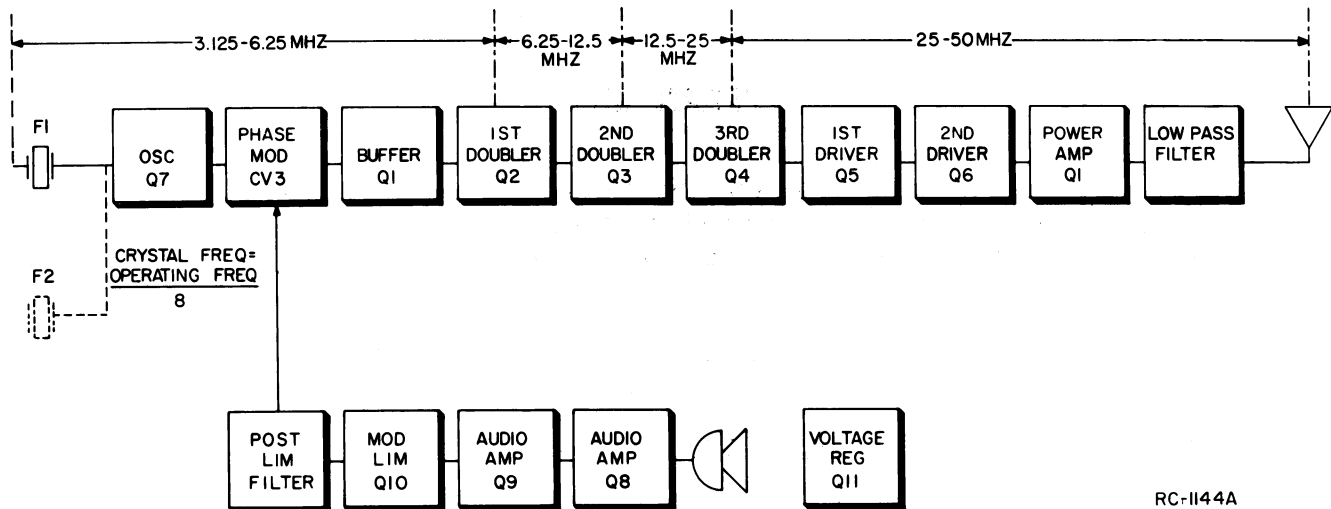 3.125-6.25 MHZ
6.25-12.5
MHZ
12.5-25
MHZ
25-50 MHZ
F1
OSC
Q7
PHASE
MOD
CV3
BUFFER
Q1
1ST
DOUBLER
Q2
2ND
DOUBLER
Q3
3RD
DOUBLER
Q4
1ST
DRIVER
Q5
2ND
DRIVER
Q6
POWER
AMP
Q1
LOW PASS
FILTER
F2
CRYSTAL FREQ=
OPERATING FREQ
8
POST
LIM
FILTER
MOD
LIM
Q10
AUDIO
AMP
Q9
AUDIO
AMP
Q8
VOLTAGE
REG
Q11
RC-1144A